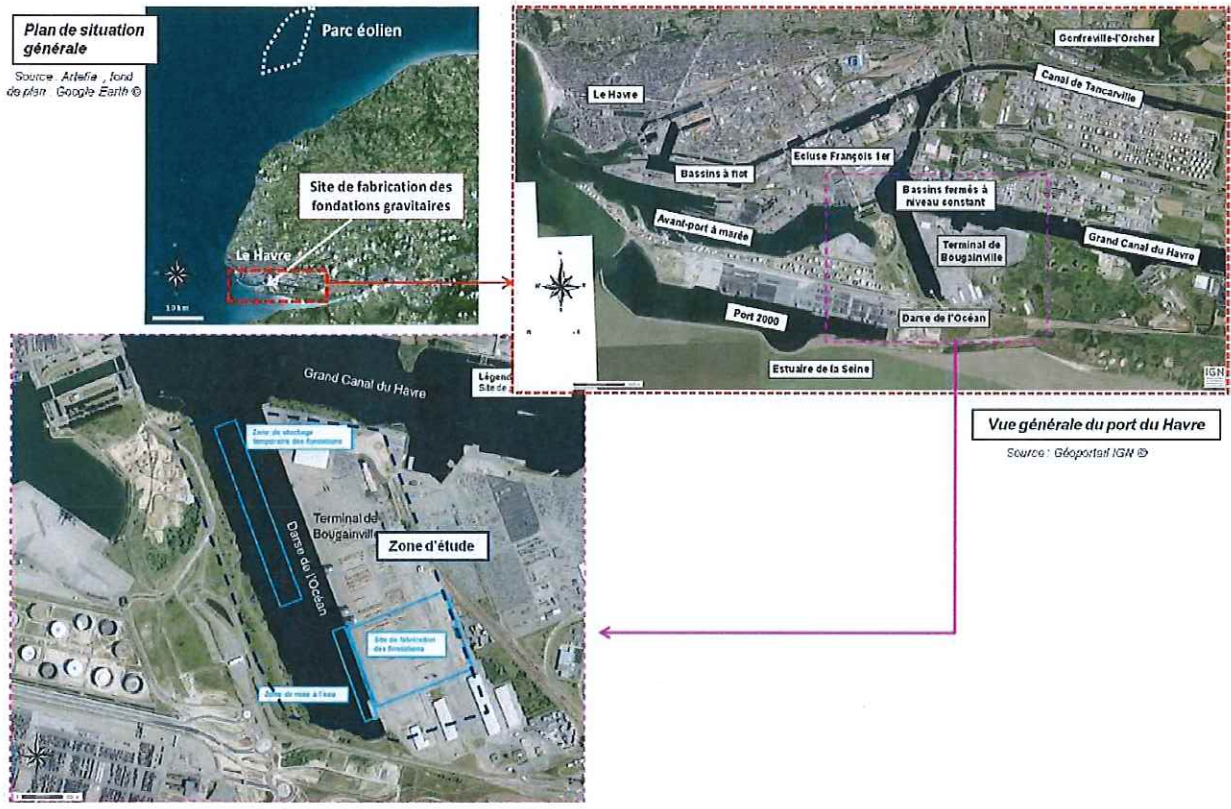 Plan de situation
générale
Source : Artelia , fond
de plan : Google Earth ©
Parc éolien
Site de fabrication des
fondations gravitaires
Le Havre
10 km
Gonfreville-l'Orcher
Canal de Tancarville
Le Havre
Ecluse François 1er
Bassins à flot
Bassins fermés à
niveau constant
Avant-port à marée
Grand Canal du Havre
Terminal de
Bougainville
Port 2000
Darse de l'Océan
Estuaire de la Seine
IGN
Vue générale du port du Havre
Source : Géoportail IGN ©
Grand Canal du Havre
Légend
Site de
Zone de stockage
temporaire des fondations
Terminal de
Bougainville
Zone d'étude
Darse de l'Océan
Site de fabrication
des fondations
Zone de mise à l'eau